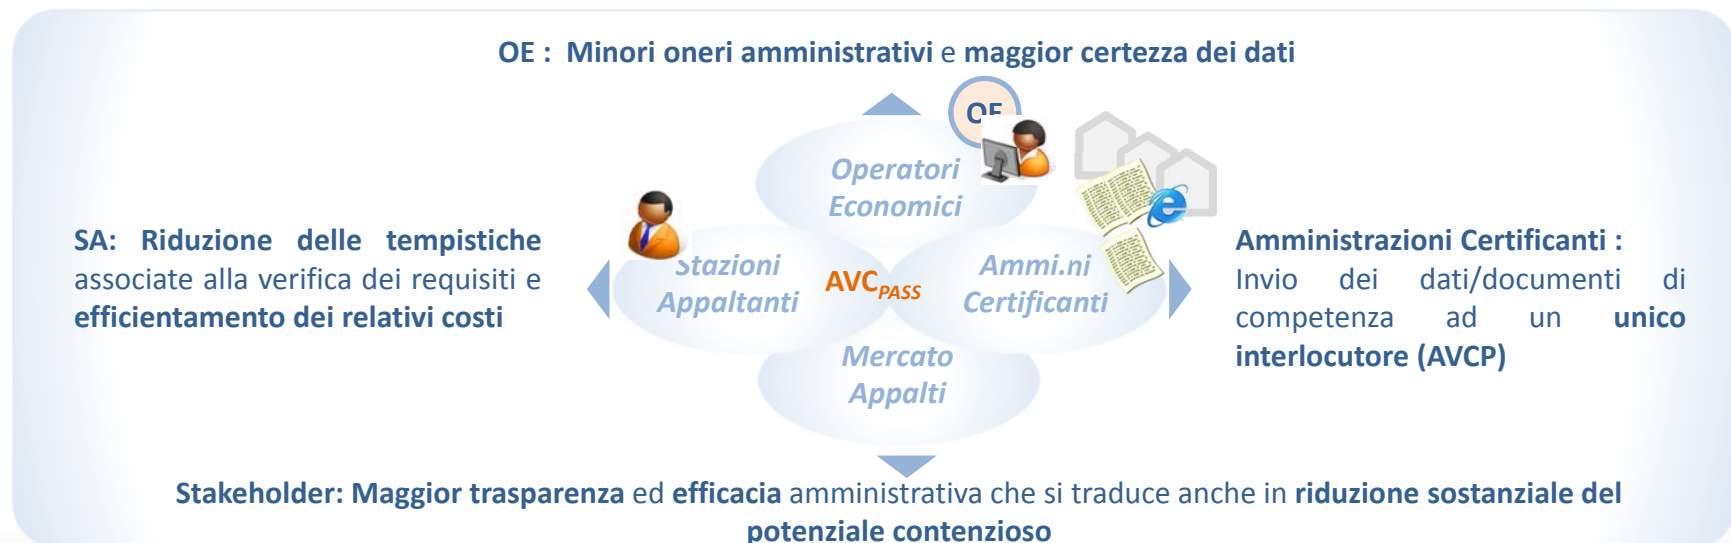 OE : Minori oneri amministrativi e maggior certezza dei dati
OE
Operatori
Economici
SA: Riduzione delle tempistiche
associate alla verifica dei requisiti e
efficientamento dei relativi costi
Stazioni
Appaltanti
AVCPASS
Ammi.ni
Certificanti
Amministrazioni Certificanti :
Invio dei dati/documenti di
competenza ad un unico
interlocutore (AVCP)
Mercato
Appalti
Stakeholder: Maggior trasparenza ed efficacia amministrativa che si traduce anche in riduzione sostanziale del
potenziale contenzioso